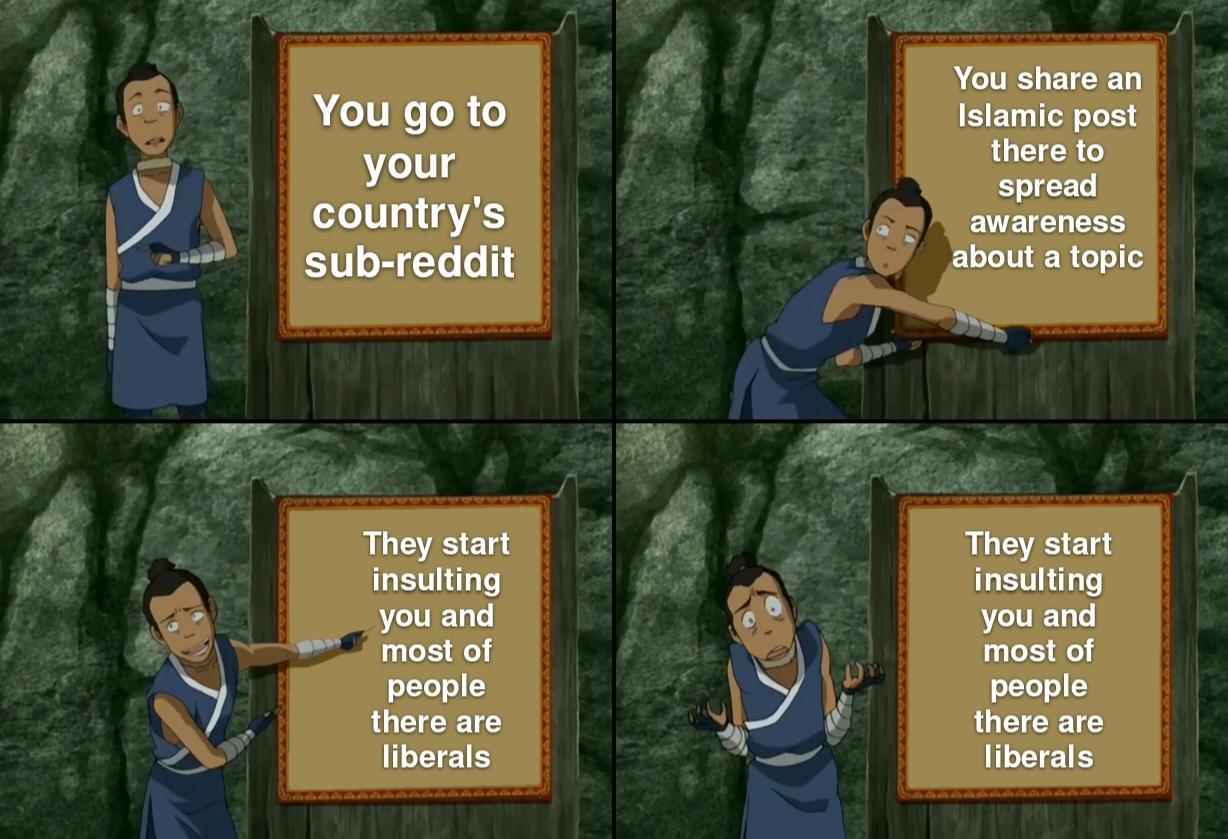 You go to
your
country's
sub-reddit
You share an
Islamic post
there to
spread
awareness
about a topic
They start
insulting
you and
most of
people
there are
liberals
They start
insulting
you and
most of
people
there are
liberals